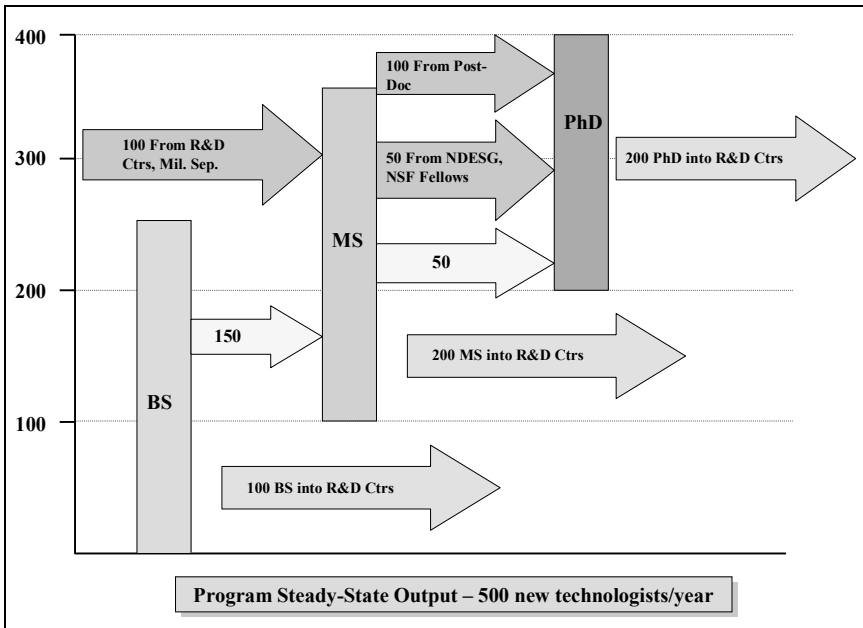 400
300
200
100
100 From R&D
Ctrs, Mil. Sep.
BS
150
100 BS into R&D Ctrs
MS
100 From Post-
Doc
50 From NDESG,
NSF Fellows
50
200 MS into R&D Ctrs
PhD
200 PhD into R&D Ctrs
Program Steady-State Output – 500 new technologists/year